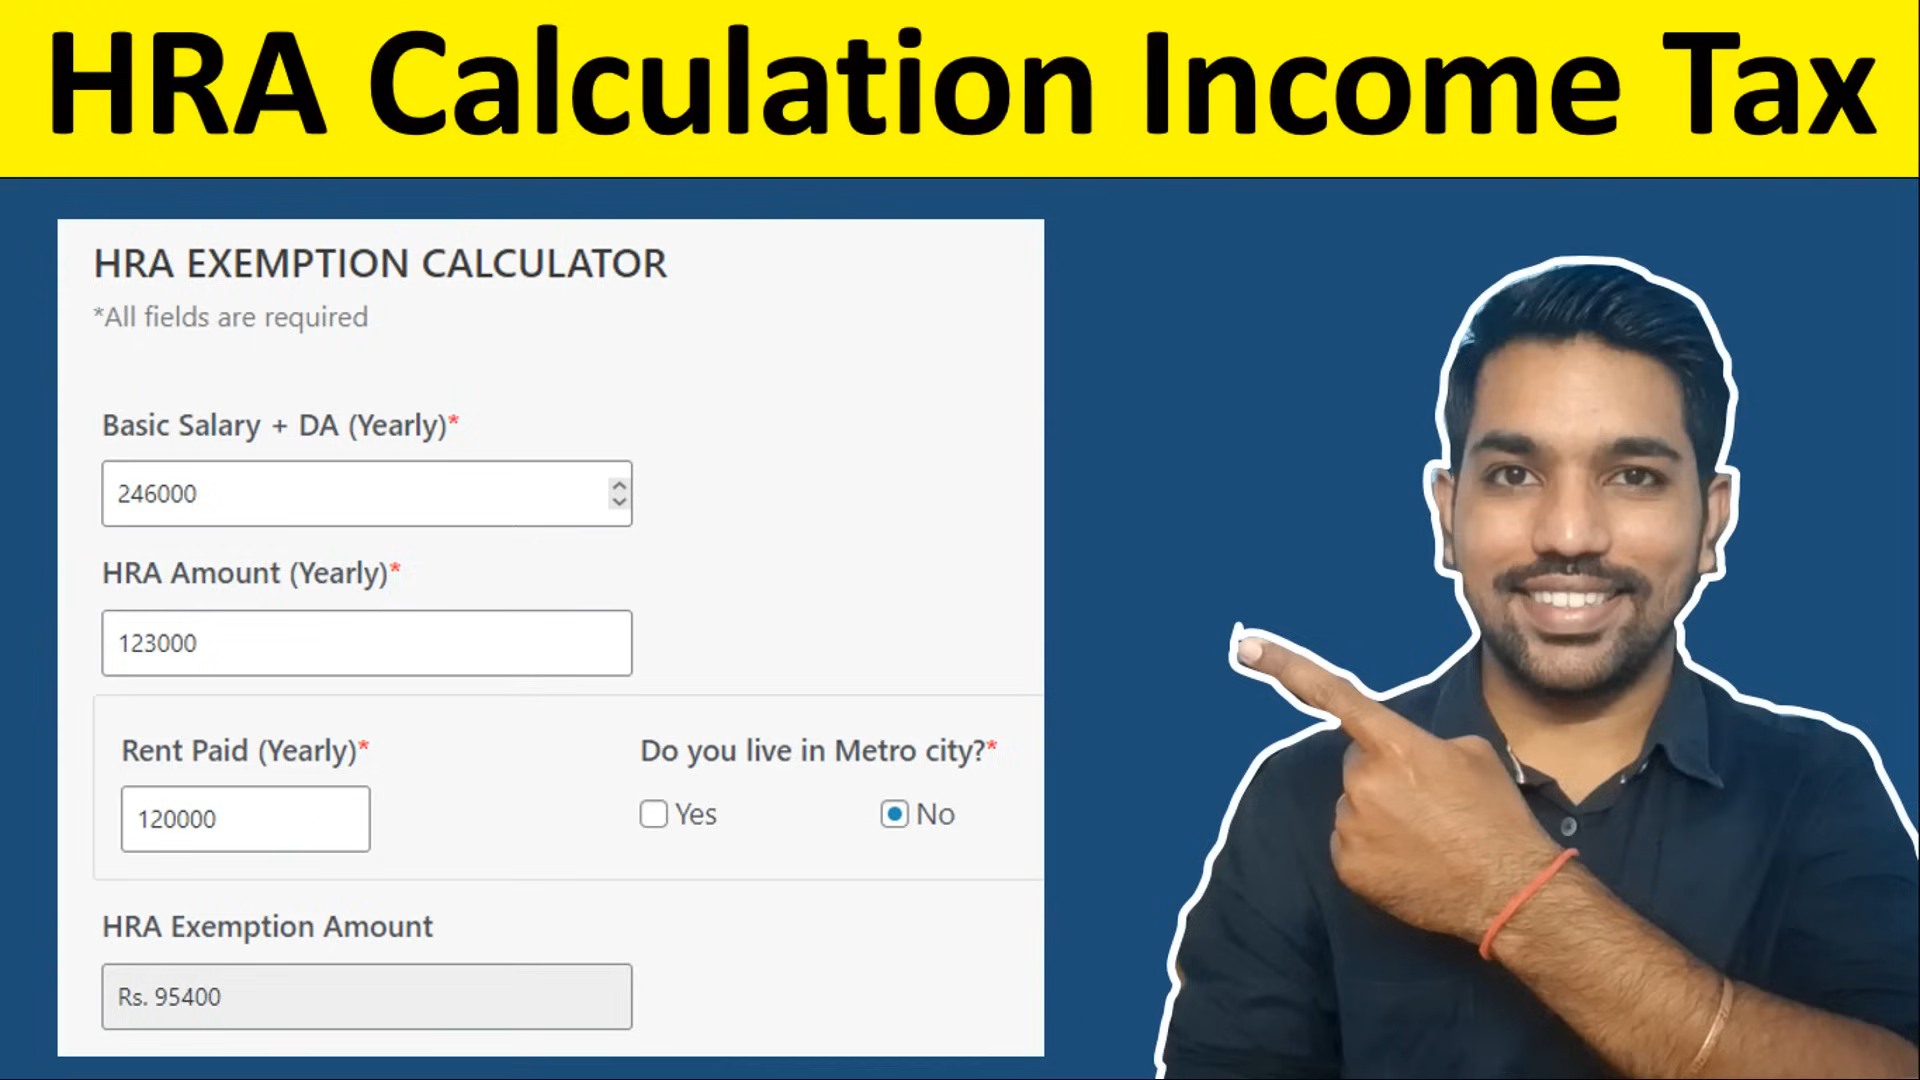 HRA Calculation Income Tax
HRA EXEMPTION CALCULATOR
*All fields are required
Basic Salary + DA (Yearly)*
246000
HRA Amount (Yearly)*
123000
Rent Paid (Yearly)*
120000
Do you live in Metro city?*
Yes
No
HRA Exemption Amount
Rs. 95400